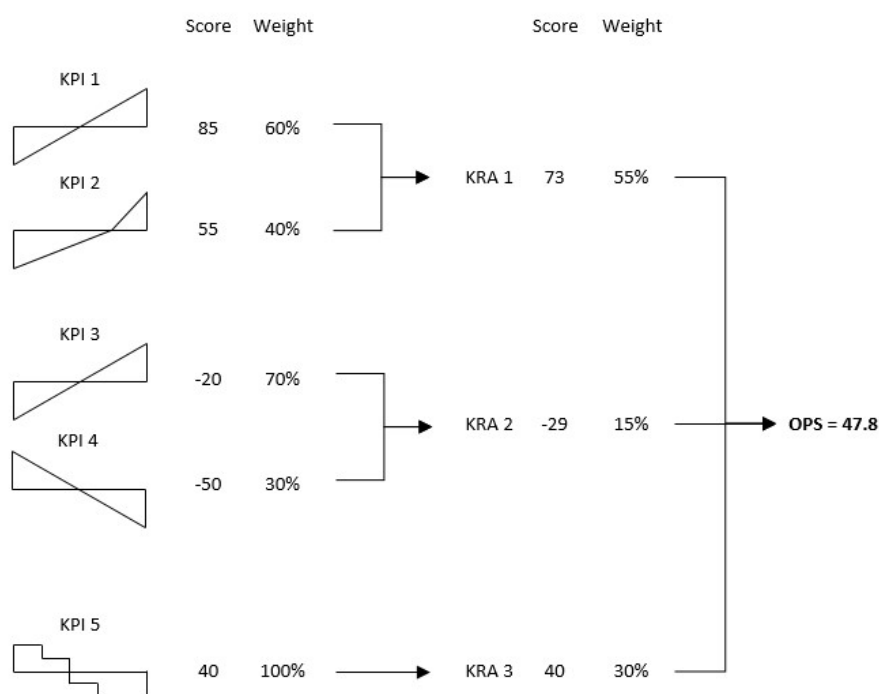 Score Weight Score Weight
KPI 1
85 60%
KRA 1 73 55%
KPI 2
55 40%
KPI 3
-20 70%
KRA 2 -29 15% OPS = 47.8
KPI 4
-50 30%
KPI 5
40 100% KRA 3 40 30%